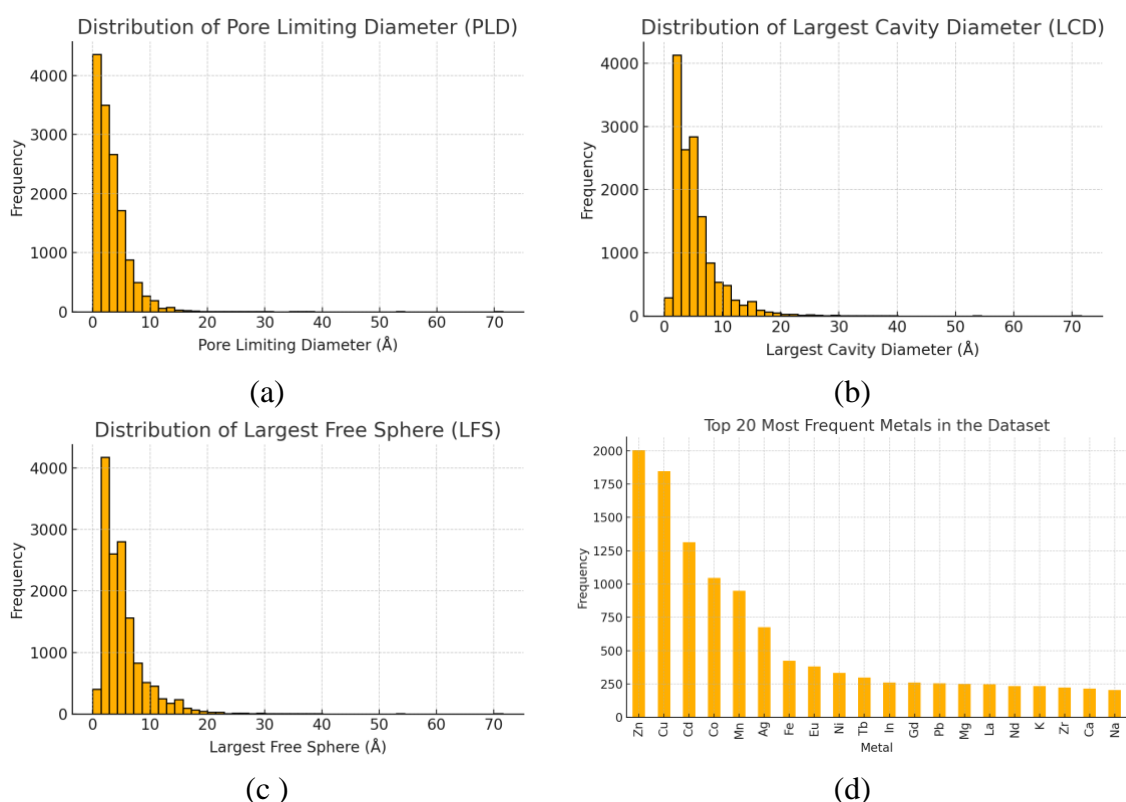 Distribution of Pore Limiting Diameter (PLD)
Frequency
4000
3000
2000
1000
0
0 10 20 30 40 50 60 70
Pore Limiting Diameter (Å)
(a)
Distribution of Largest Cavity Diameter (LCD)
Frequency
4000
3000
2000
1000
0
0 10 20 30 40 50 60 70
Largest Cavity Diameter (Å)
(b)
Distribution of Largest Free Sphere (LFS)
Frequency
4000
3000
2000
1000
0
0 10 20 30 40 50 60 70
Largest Free Sphere (Å)
(c )
Top 20 Most Frequent Metals in the Dataset
Frequency
2000
1750
1500
1250
1000
750
500
250
0
Zn Cu Cd Co Mn Ag Fe Eu Ni Tb In Gd Pb Mg La Nd K Zr Ca Na
Metal
(d)